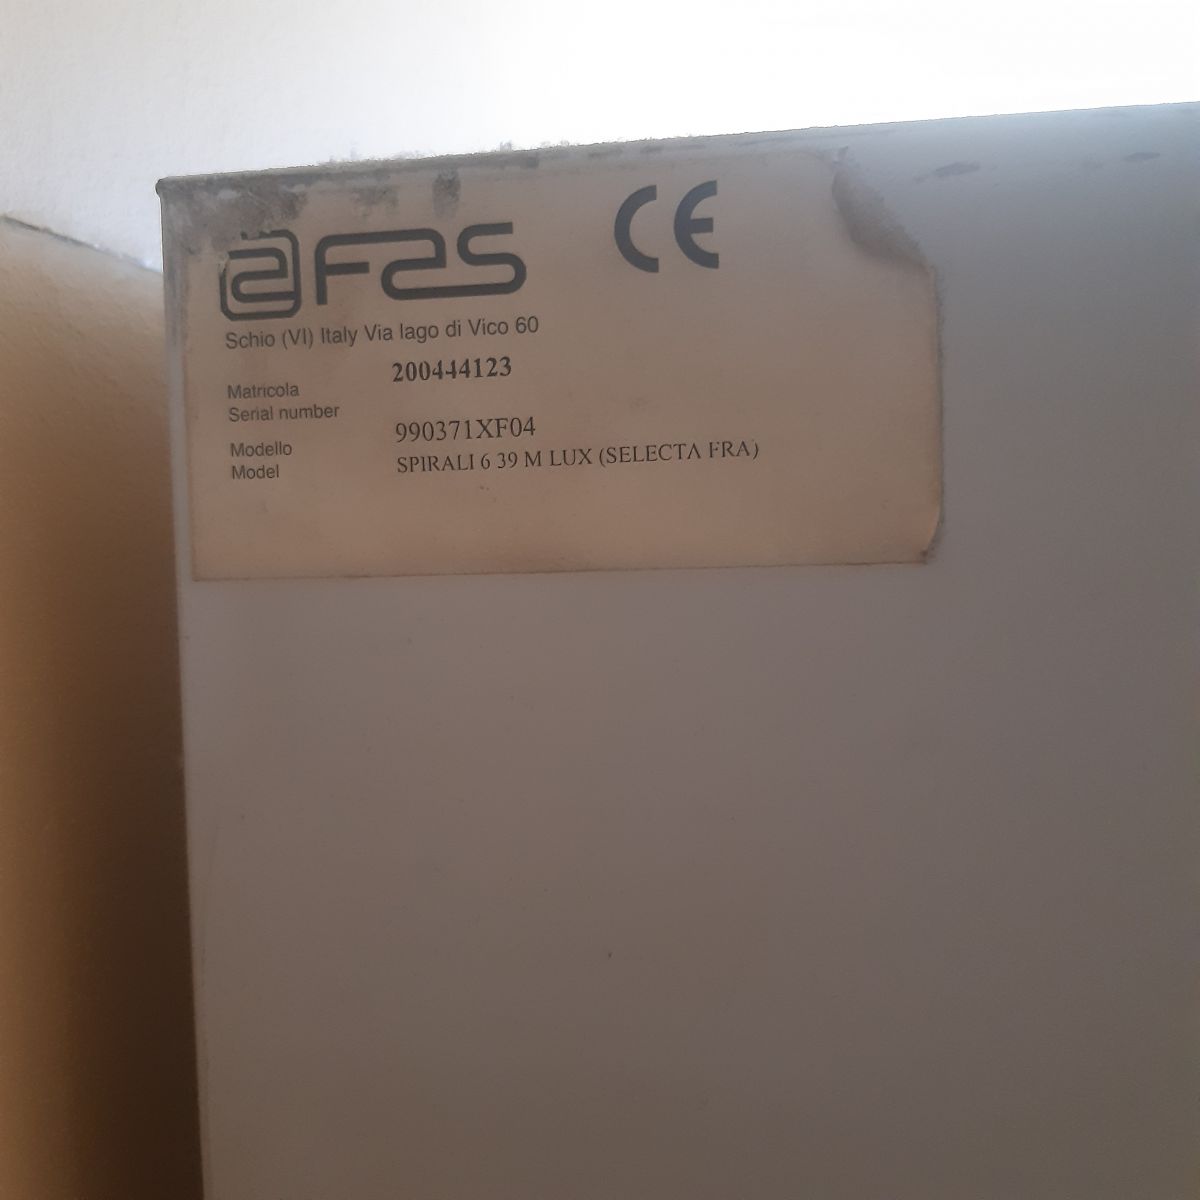 FAS CE
Schio (VI) Italy Via lago di Vico 60
Matricola 200444123
Serial number
Modello 990371XF04
Model SPIRALI 6 39 M LUX (SELECTA FRA)